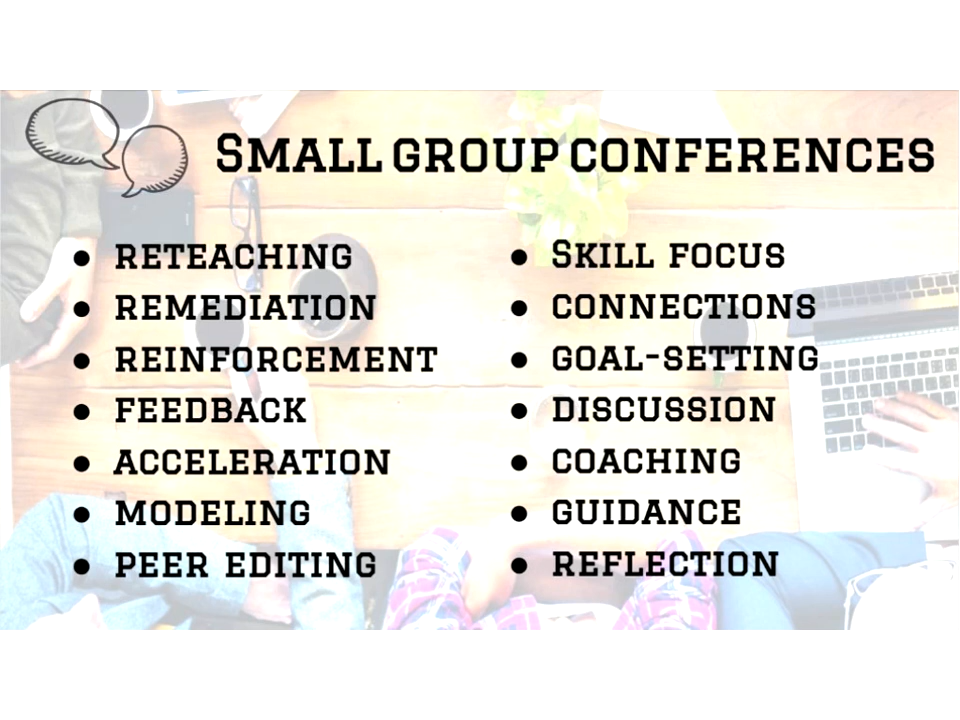 Small group conferences
• reteaching
• remediation
• reinforcement
• feedback
• acceleration
• modeling
• peer editing
• Skill focus
• connections
• goal-setting
• discussion
• coaching
• guidance
• reflection